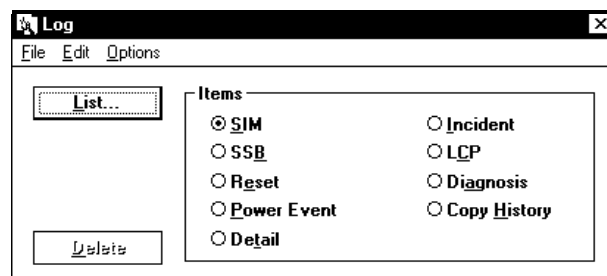 Log
File Edit Options
List...
Items
SIM
Incident
SSB
LCP
Reset
Diagnosis
Power Event
Copy History
Detail
Delete